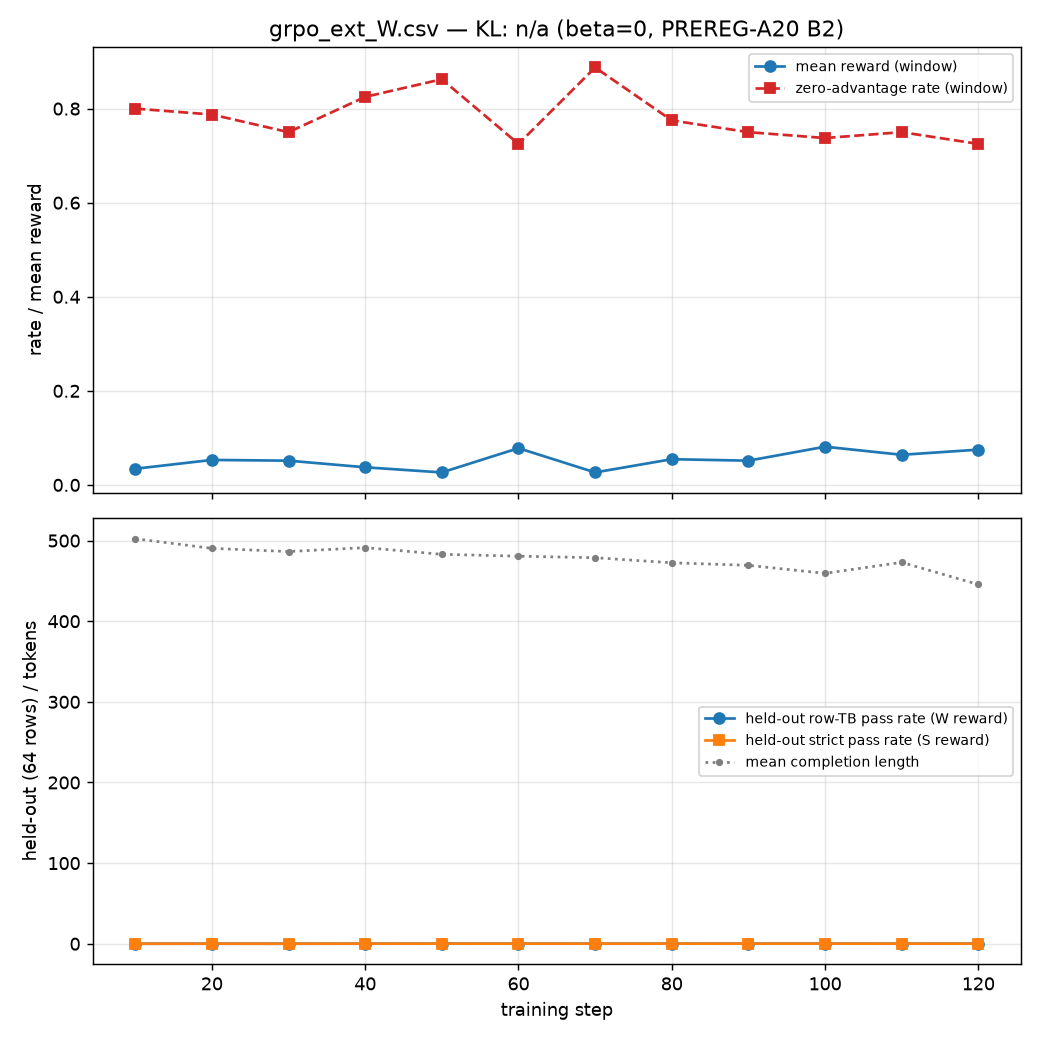 grpo_ext_W.csv — KL: n/a (beta=0, PREREG-A20 B2)
mean reward (window)
zero-advantage rate (window)
rate / mean reward
0.8
0.6
0.4
0.2
0.0
held-out row-TB pass rate (W reward)
held-out strict pass rate (S reward)
mean completion length
held-out (64 rows) / tokens
500
400
300
200
100
0
20
40
60
80
100
120
training step